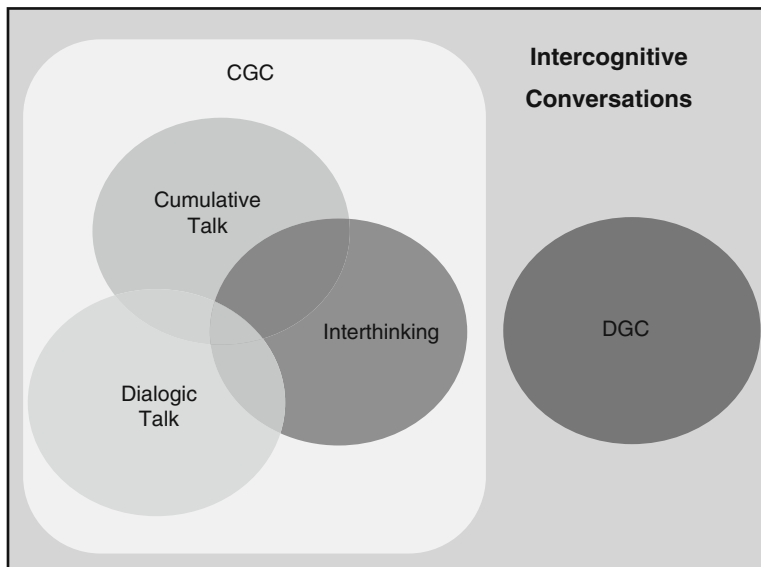 CGC
Intercognitive
Conversations
Cumulative
Talk
Interthinking
DGC
Dialogic
Talk